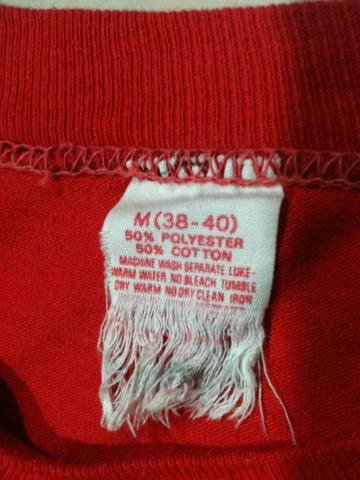 M (38-40)
50% POLYESTER
50% COTTON
MACHINE WASH SEPARATE. LUKE-
WARM WATER NO BLEACH TUMBLE
DRY WARM NO DRY CLEAN IRON